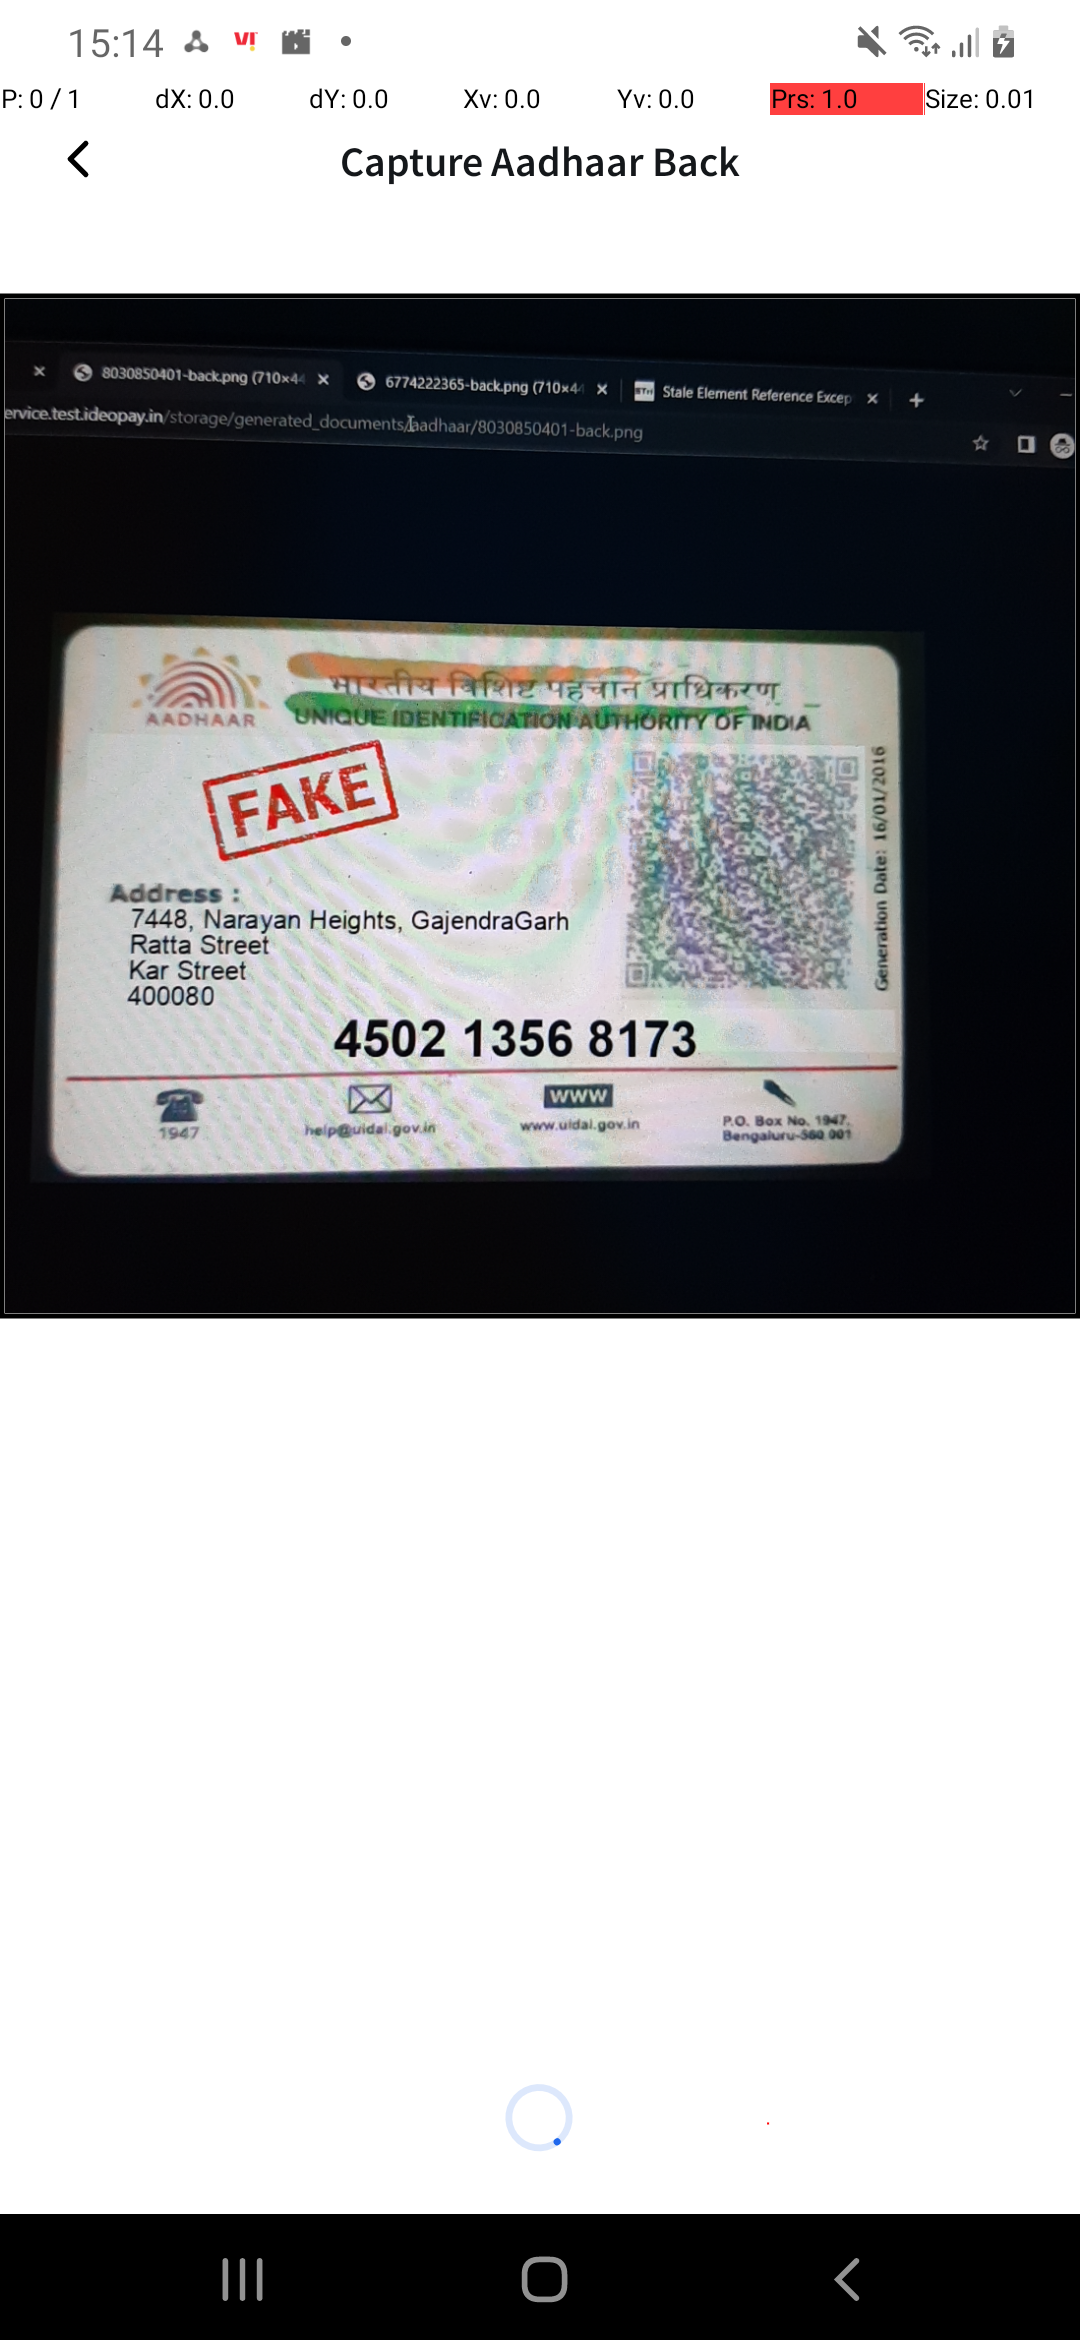 15:14 VI!
P: 0 / 1 dX: 0.0 dY: 0.0 Xv: 0.0 Yv: 0.0 Prs: 1.0 Size: 0.01
Capture Aadhaar Back
8030850401-back.png (710×44 6774222365-back.png (710×44 STH Stale Element Reference Excep
ervice.test.ideopay.in/storage/generated_documents/aadhaar/8030850401-back.png
भारतीय विशिष्ट पहचान प्राधिकरण
AADHAAR UNIQUE IDENTIFICATION AUTHORITY OF INDIA
FAKE
Generation Date: 16/01/2016
Address :
7448, Narayan Heights, GajendraGarh
Ratta Street
Kar Street
400080
4502 1356 8173
1947
help@uidai.gov.in
WWW
www.uidai.gov.in
P.O. Box No. 1947,
Bengaluru-560 001